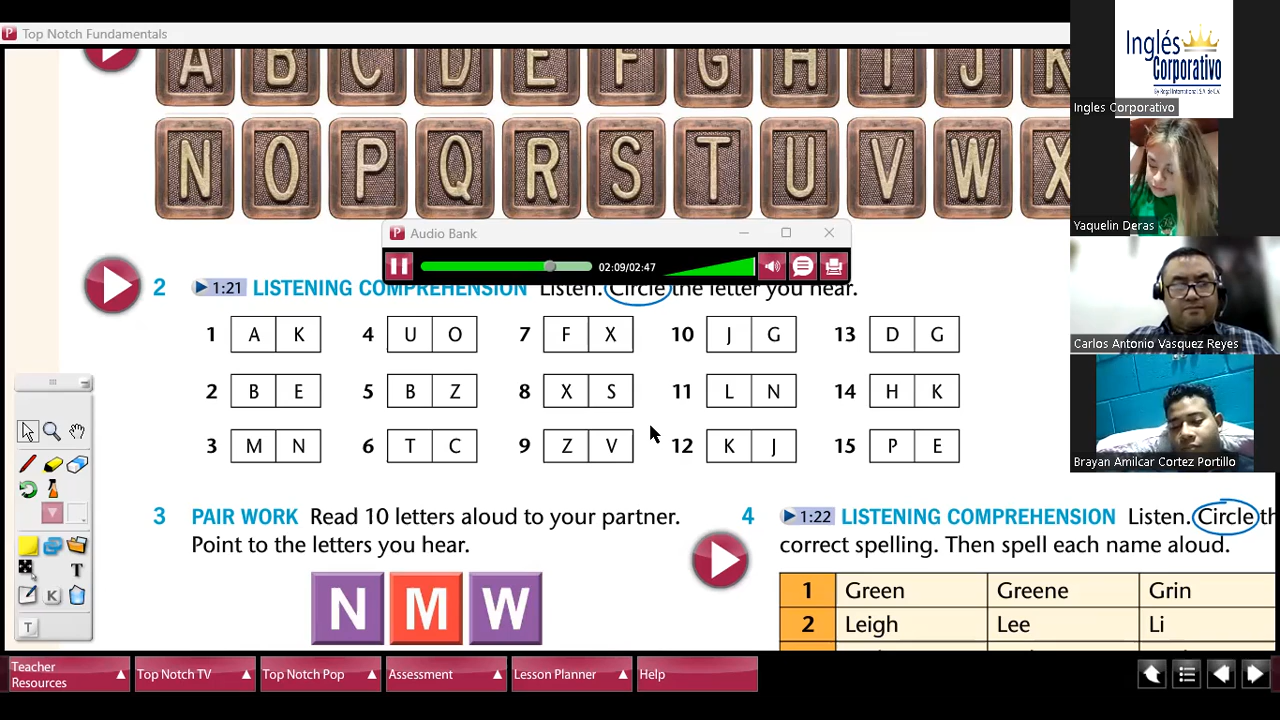 Top Notch Fundamentals
A B C D E F G H I J K
N O P Q R S T U V W X
Audio Bank
02:09/02:47
2 1:21 LISTENING COMPREHENSION Listen. Circle the letter you hear.
1 A K 4 U O 7 F X 10 J G 13 D G
2 B E 5 B Z 8 X S 11 L N 14 H K
3 M N 6 T C 9 Z V 12 K J 15 P E
3 PAIR WORK Read 10 letters aloud to your partner.
Point to the letters you hear.
N M W
4 1:22 LISTENING COMPREHENSION Listen. Circle th
correct spelling. Then spell each name aloud.
1 Green Greene Grin
2 Leigh Lee Li
T
K
T
Teacher
Resources
Top Notch TV
Top Notch Pop
Assessment
Lesson Planner
Help
Inglés
Corporativo
By Regal International S.A. de C.V.
Ingles Corporativo
Yaquelin Deras
Carlos Antonio Vasquez Reyes
Brayan Amilcar Cortez Portillo